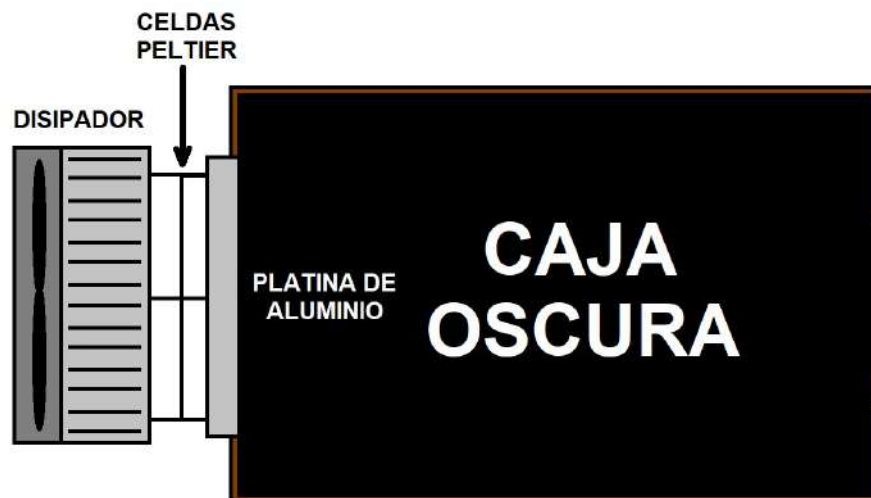 CELDAS
PELTIER
DISIPADOR
PLATINA DE
ALUMINIO
CAJA
OSCURA